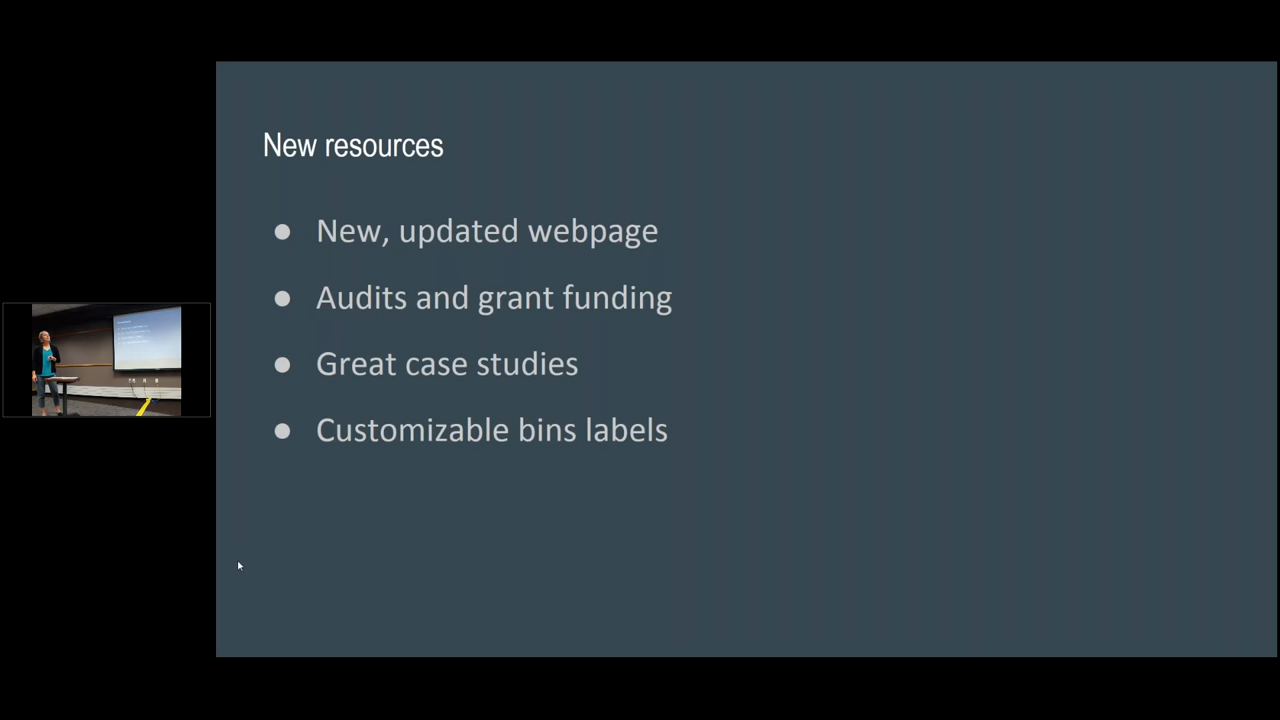 New resources
● New, updated webpage
● Audits and grant funding
● Great case studies
● Customizable bins labels